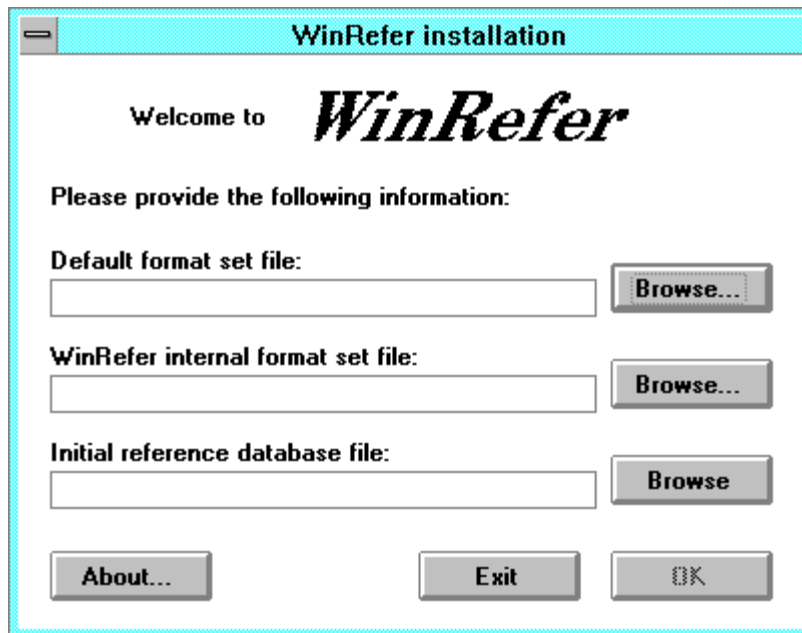 WinRefer installation
Welcome to WinRefer
Please provide the following information:
Default format set file:
Browse...
WinRefer internal format set file:
Browse...
Initial reference database file:
Browse
About... Exit OK